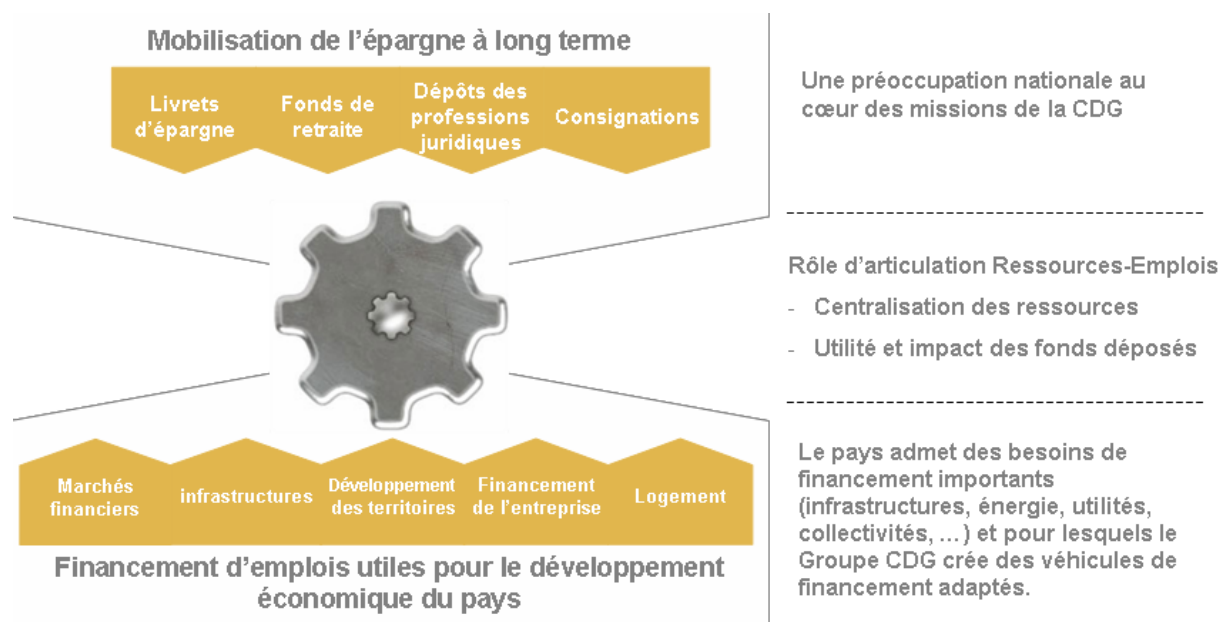 Mobilisation de l'épargne à long terme
Livrets
d'épargne
Fonds de
retraite
Dépôts des
professions
juridiques
Consignations
Une préoccupation nationale au
cœur des missions de la CDG
Rôle d'articulation Ressources-Emplois
- Centralisation des ressources
- Utilité et impact des fonds déposés
Marchés
financiers
infrastructures
Développement
des territoires
Financement
de l'entreprise
Logement
Financement d'emplois utiles pour le développement
économique du pays
Le pays admet des besoins de
financement importants
(infrastructures, énergie, utilités,
collectivités, ...) et pour lesquels le
Groupe CDG crée des véhicules de
financement adaptés.